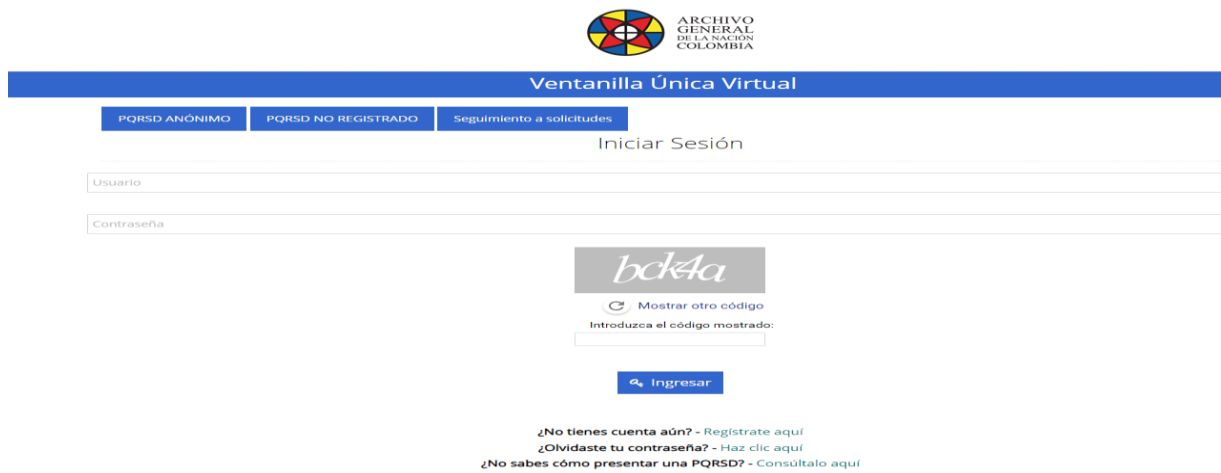 ARCHIVO
GENERAL
DE LA NACIÓN
COLOMBIA
Ventanilla Única Virtual
PQRSD ANÓNIMO PQRSD NO REGISTRADO Seguimiento a solicitudes
Iniciar Sesión
Usuario
Contraseña
bck4a
Mostrar otro código
Introduzca el código mostrado:
Ingresar
¿No tienes cuenta aún? - Regístrate aquí
¿Olvidaste tu contraseña? - Haz clic aquí
¿No sabes cómo presentar una PQRSD? - Consúltalo aquí